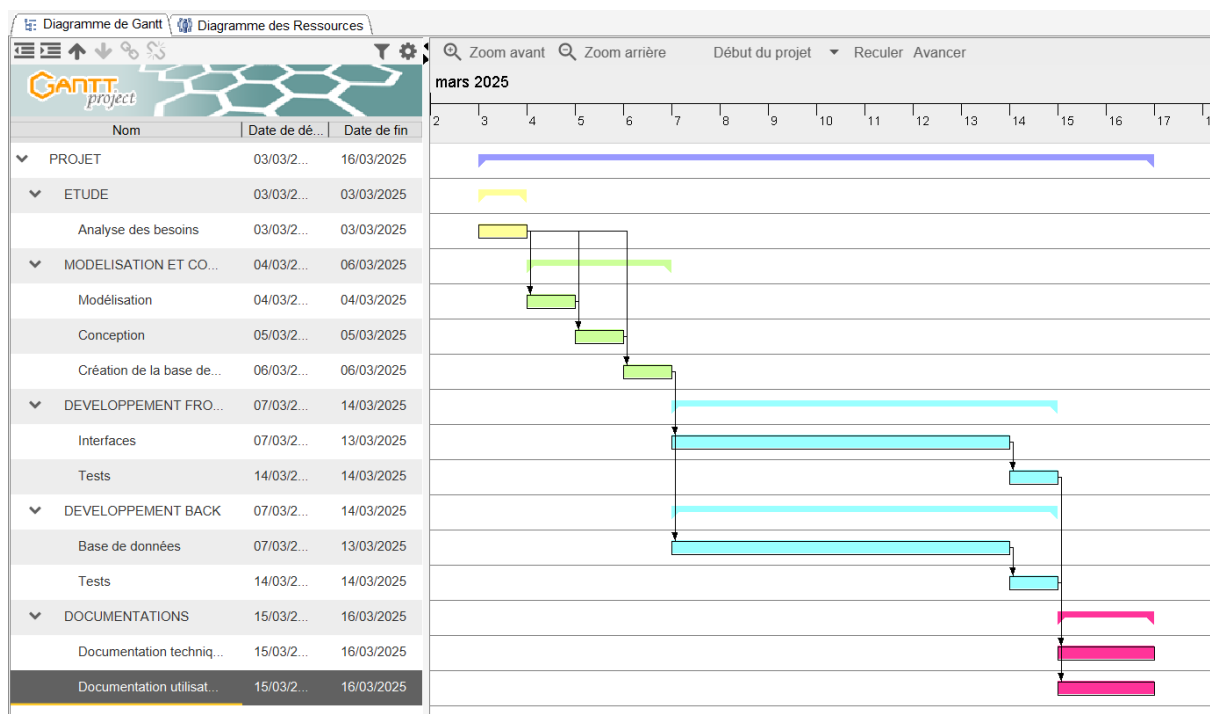 Diagramme de Gantt Diagramme des Ressources
Zoom avant Zoom arrière Début du projet Reculer Avancer
GANTT project
mars 2025
2 3 4 5 6 7 8 9 10 11 12 13 14 15 16 17 1
Nom Date de dé... Date de fin
PROJET 03/03/2... 16/03/2025
ETUDE 03/03/2... 03/03/2025
Analyse des besoins 03/03/2... 03/03/2025
MODELISATION ET CO... 04/03/2... 06/03/2025
Modélisation 04/03/2... 04/03/2025
Conception 05/03/2... 05/03/2025
Création de la base de... 06/03/2... 06/03/2025
DEVELOPPEMENT FRO... 07/03/2... 14/03/2025
Interfaces 07/03/2... 13/03/2025
Tests 14/03/2... 14/03/2025
DEVELOPPEMENT BACK 07/03/2... 14/03/2025
Base de données 07/03/2... 13/03/2025
Tests 14/03/2... 14/03/2025
DOCUMENTATIONS 15/03/2... 16/03/2025
Documentation techniq... 15/03/2... 16/03/2025
Documentation utilisat... 15/03/2... 16/03/2025